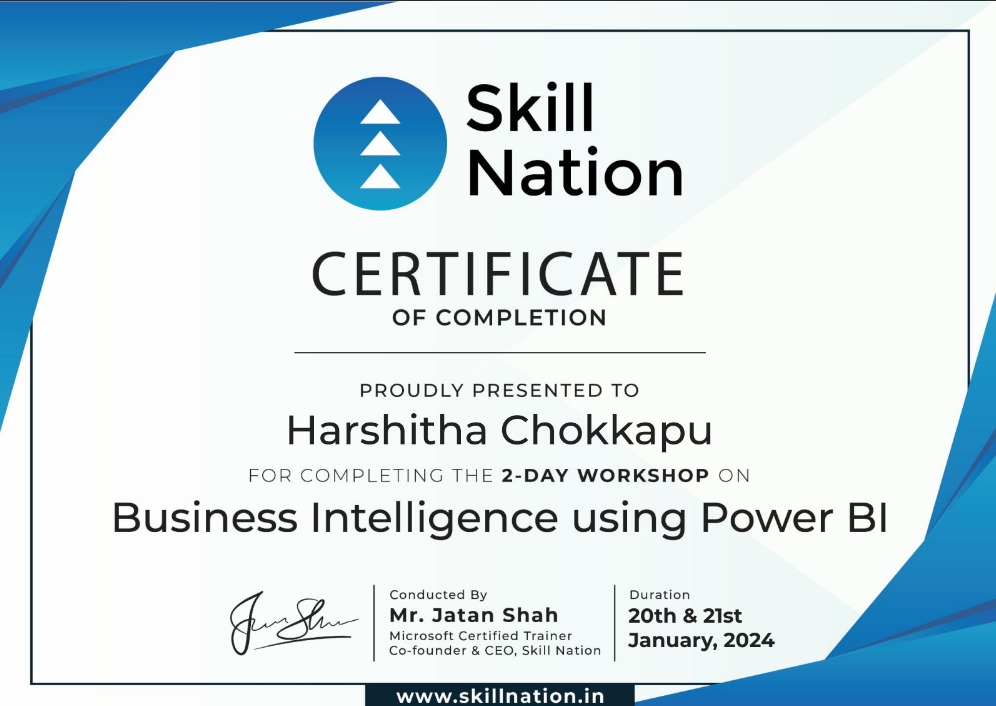 Skill
Nation
CERTIFICATE
OF COMPLETION
PROUDLY PRESENTED TO
Harshitha Chokkapu
FOR COMPLETING THE 2-DAY WORKSHOP ON
Business Intelligence using Power BI
Conducted By
Mr. Jatan Shah
Microsoft Certified Trainer
Co-founder & CEO, Skill Nation
Duration
20th & 21st
January, 2024
www.skillnation.in